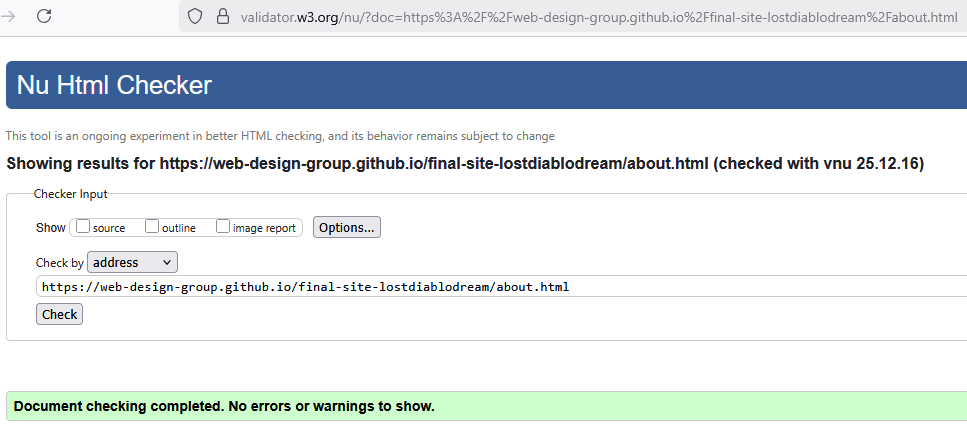 validator.w3.org/nu/?doc=https%3A%2F%2Fweb-design-group.github.io%2Ffinal-site-lostdiablodream%2Fabout.html
Nu Html Checker
This tool is an ongoing experiment in better HTML checking, and its behavior remains subject to change
Showing results for https://web-design-group.github.io/final-site-lostdiablodream/about.html (checked with vnu 25.12.16)
Checker Input
Show source outline image report Options...
Check by address
https://web-design-group.github.io/final-site-lostdiablodream/about.html
Check
Document checking completed. No errors or warnings to show.